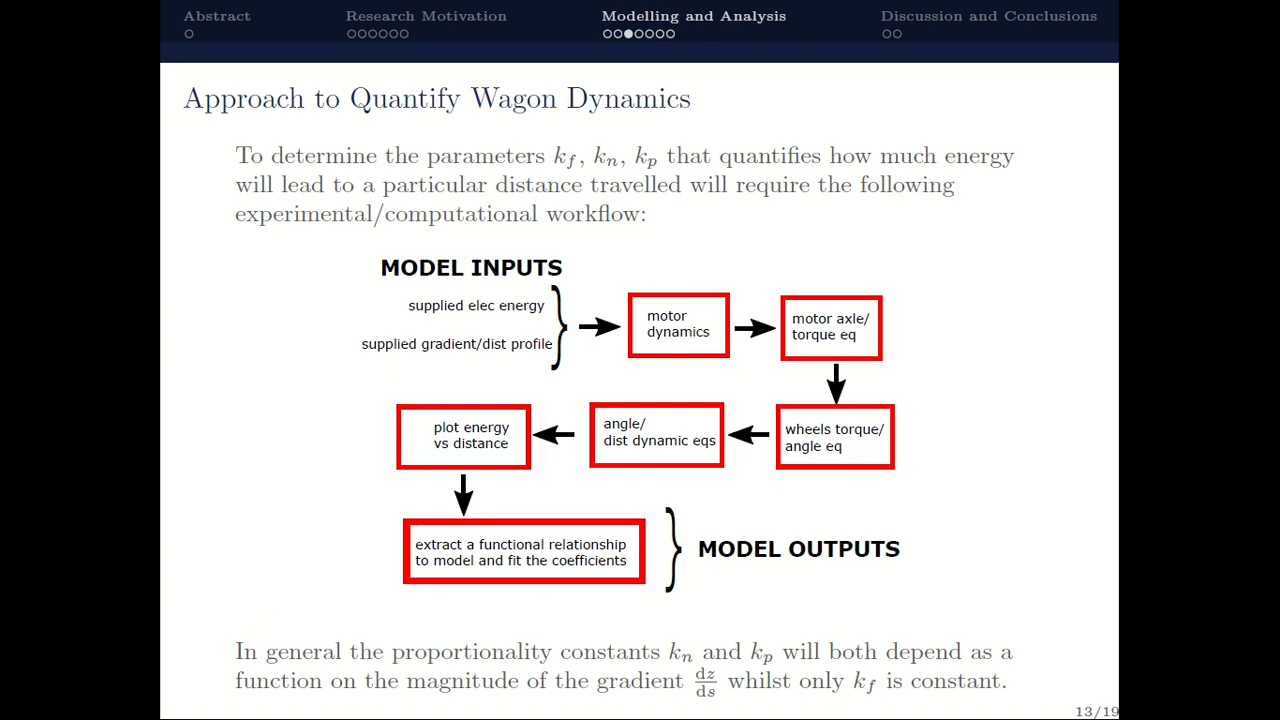 Abstract
Research Motivation
Modelling and Analysis
Discussion and Conclusions
Approach to Quantify Wagon Dynamics
To determine the parameters k_f, k_n, k_p that quantifies how much energy
will lead to a particular distance travelled will require the following
experimental/computational workflow:
MODEL INPUTS
supplied elec energy
supplied gradient/dist profile
motor
dynamics
motor axle/
torque eq
wheels torque/
angle eq
angle/
dist dynamic eqs
plot energy
vs distance
extract a functional relationship
to model and fit the coefficients
MODEL OUTPUTS
In general the proportionality constants k_n and k_p will both depend as a
function on the magnitude of the gradient dz/ds whilst only k_f is constant.
13/19